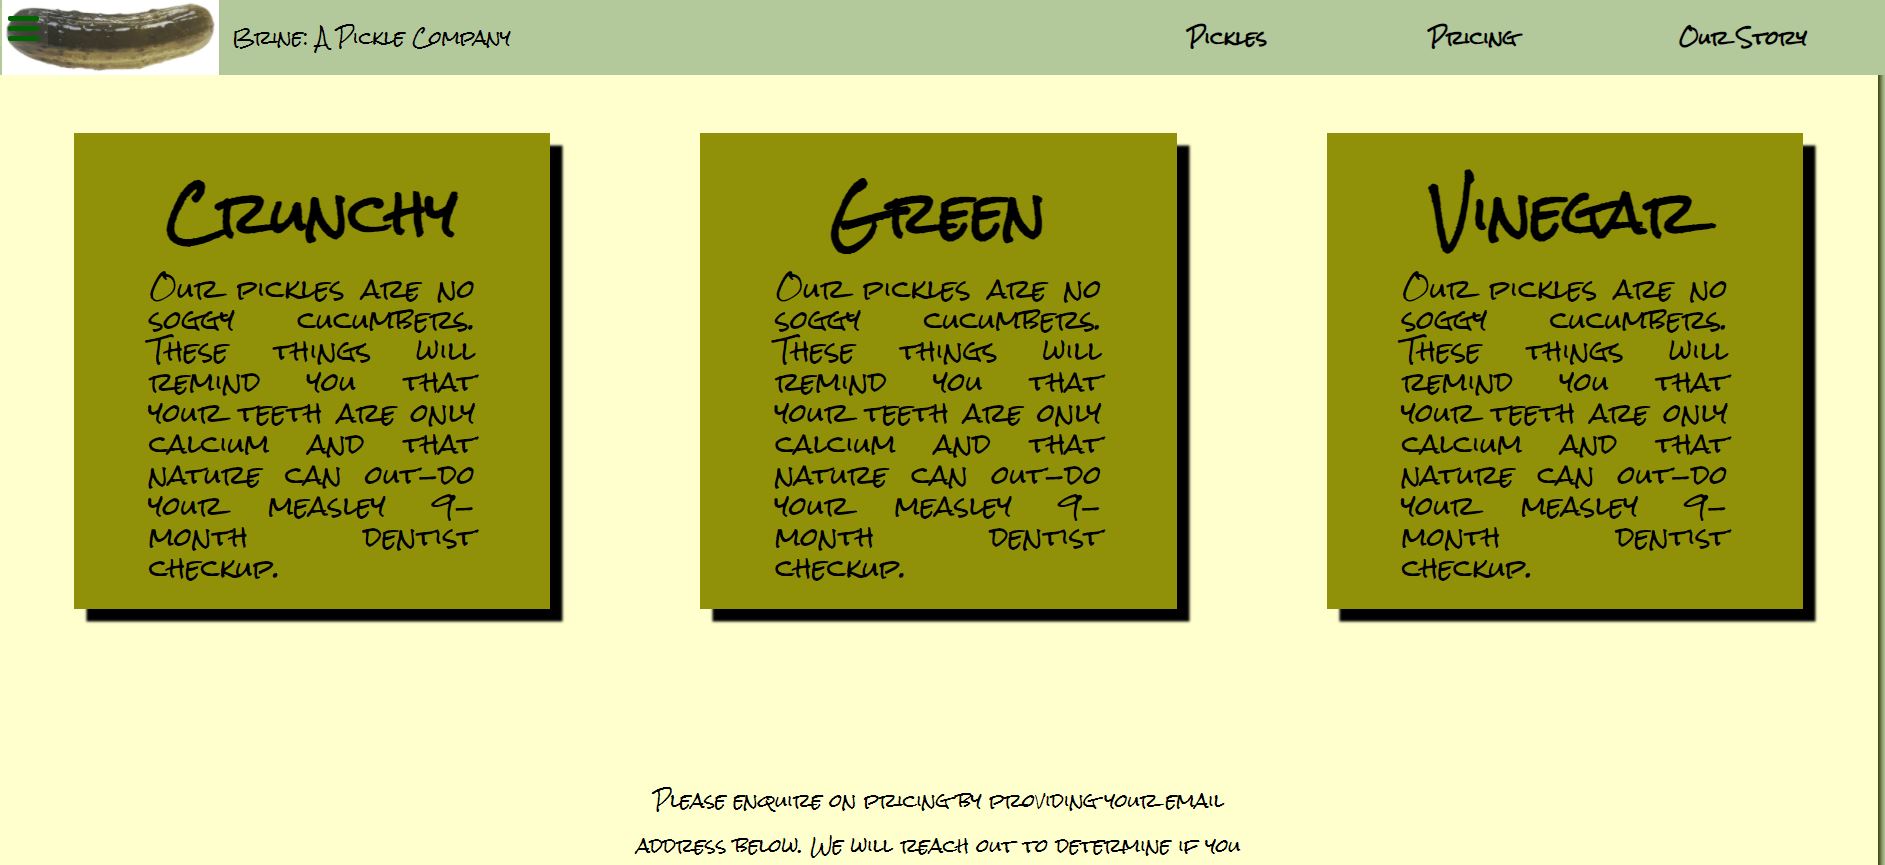 Brine: A Pickle Company
Pickles
Pricing
Our Story
Crunchy
Our pickles are no
soggy cucumbers.
These things will
remind you that
your teeth are only
calcium and that
nature can out-do
your measley 9-
month dentist
checkup.
Green
Our pickles are no
soggy cucumbers.
These things will
remind you that
your teeth are only
calcium and that
nature can out-do
your measley 9-
month dentist
checkup.
Vinegar
Our pickles are no
soggy cucumbers.
These things will
remind you that
your teeth are only
calcium and that
nature can out-do
your measley 9-
month dentist
checkup.
Please enquire on pricing by providing your email
address below. We will reach out to determine if you